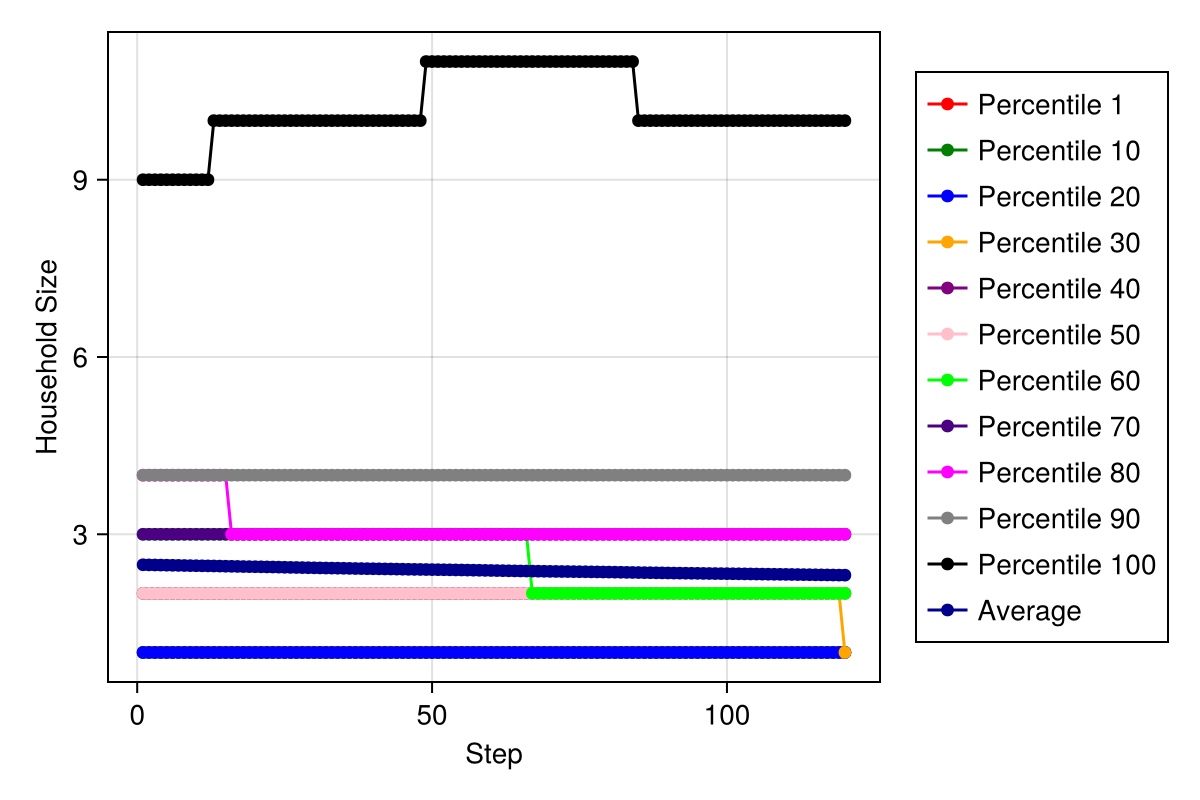 Household Size
9
6
3
0
50
100
Step
Percentile 1
Percentile 10
Percentile 20
Percentile 30
Percentile 40
Percentile 50
Percentile 60
Percentile 70
Percentile 80
Percentile 90
Percentile 100
Average